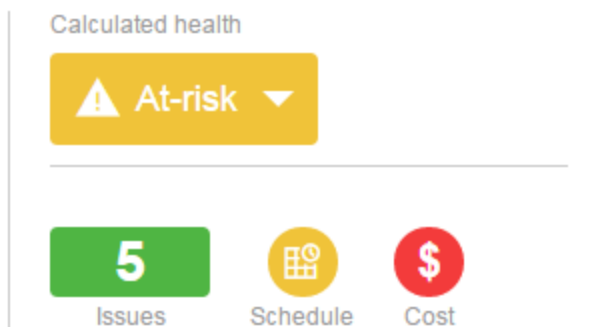 Calculated health
At-risk
5
$
Issues
Schedule
Cost